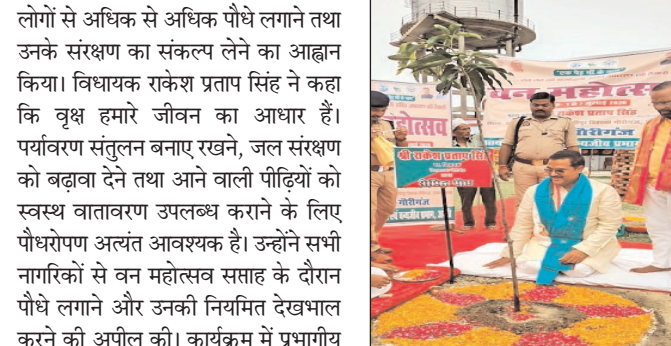 लोगों से अधिक से अधिक पौधे लगाने तथा
उनके संरक्षण का संकल्प लेने का आह्वान
किया। विधायक राकेश प्रताप सिंह ने कहा
कि वृक्ष हमारे जीवन का आधार हैं।
पर्यावरण संतुलन बनाए रखने, जल संरक्षण
को बढ़ावा देने तथा आने वाली पीढ़ियों को
स्वस्थ वातावरण उपलब्ध कराने के लिए
पौधरोपण अत्यंत आवश्यक है। उन्होंने सभी
नागरिकों से वन महोत्सव सप्ताह के दौरान
पौधे लगाने और उनकी नियमित देखभाल
करने की अपील की। कार्यक्रम में प्रभागीय
वन महोत्सव
राकेश प्रताप सिंह
गौरीगंज
होत्सव
श्री राकेश प्रताप सिंह
गौरीगंज